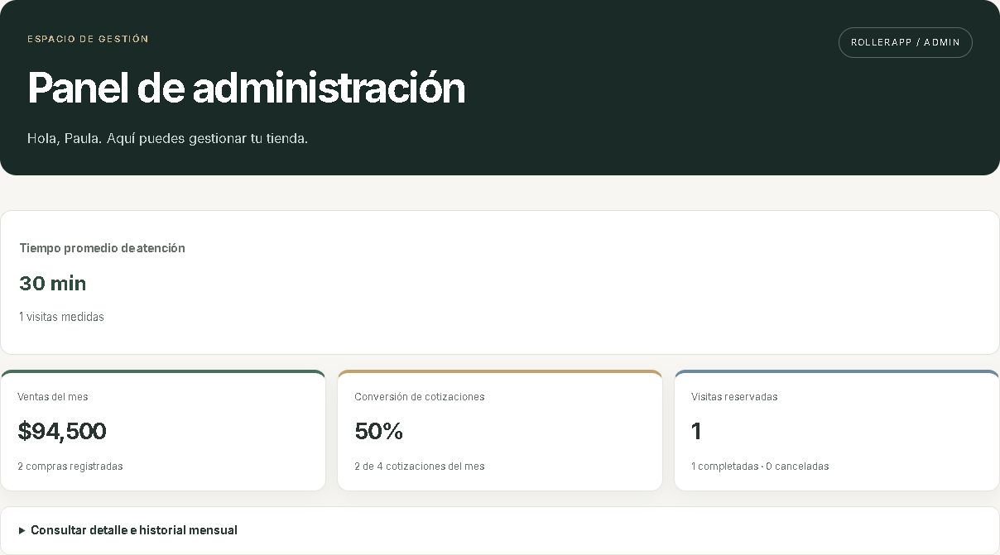 ESPACIO DE GESTIÓN
ROLLERAPP / ADMIN
Panel de administración
Hola, Paula. Aquí puedes gestionar tu tienda.
Tiempo promedio de atención
30 min
1 visitas medidas
Ventas del mes
$94,500
2 compras registradas
Conversión de cotizaciones
50%
2 de 4 cotizaciones del mes
Visitas reservadas
1
1 completadas · 0 canceladas
Consultar detalle e historial mensual